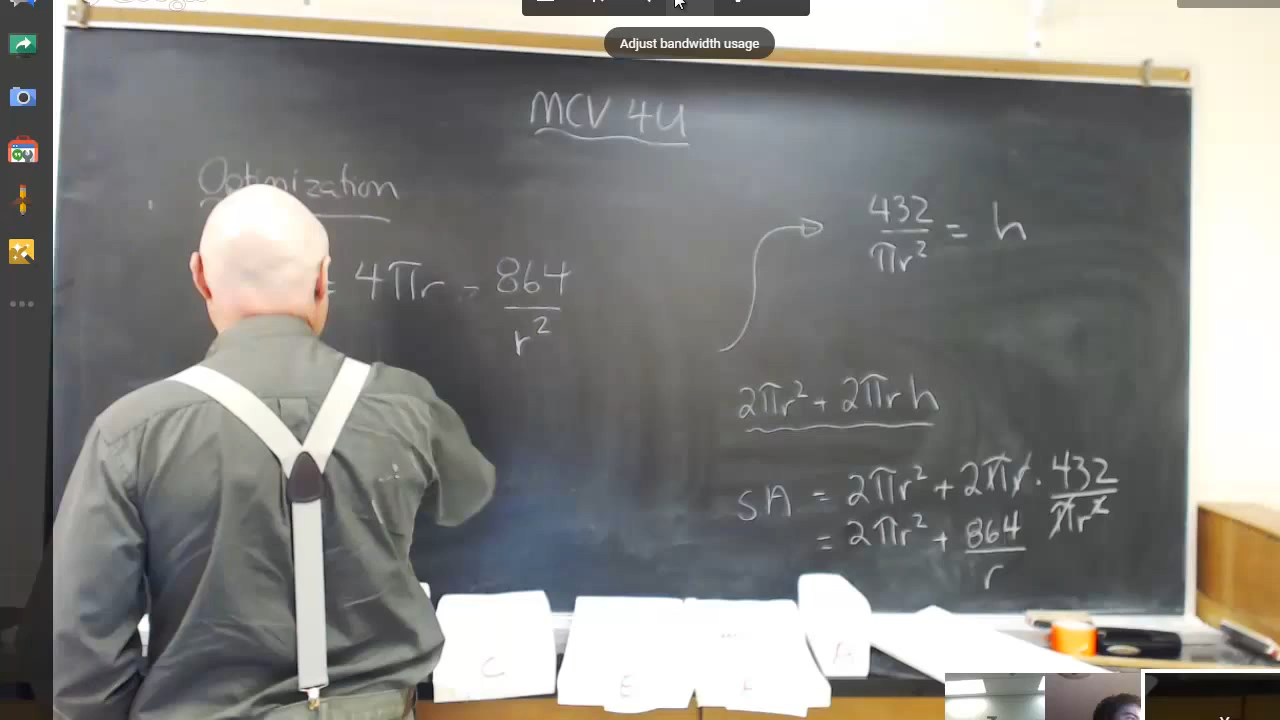 Adjust bandwidth usage
MCV 4U
Optimization
= 4πr - 864/r²
432/πr² = h
2πr² + 2πrh
SA = 2πr² + 2πr · 432/πr²
= 2πr² + 864/r
C
E